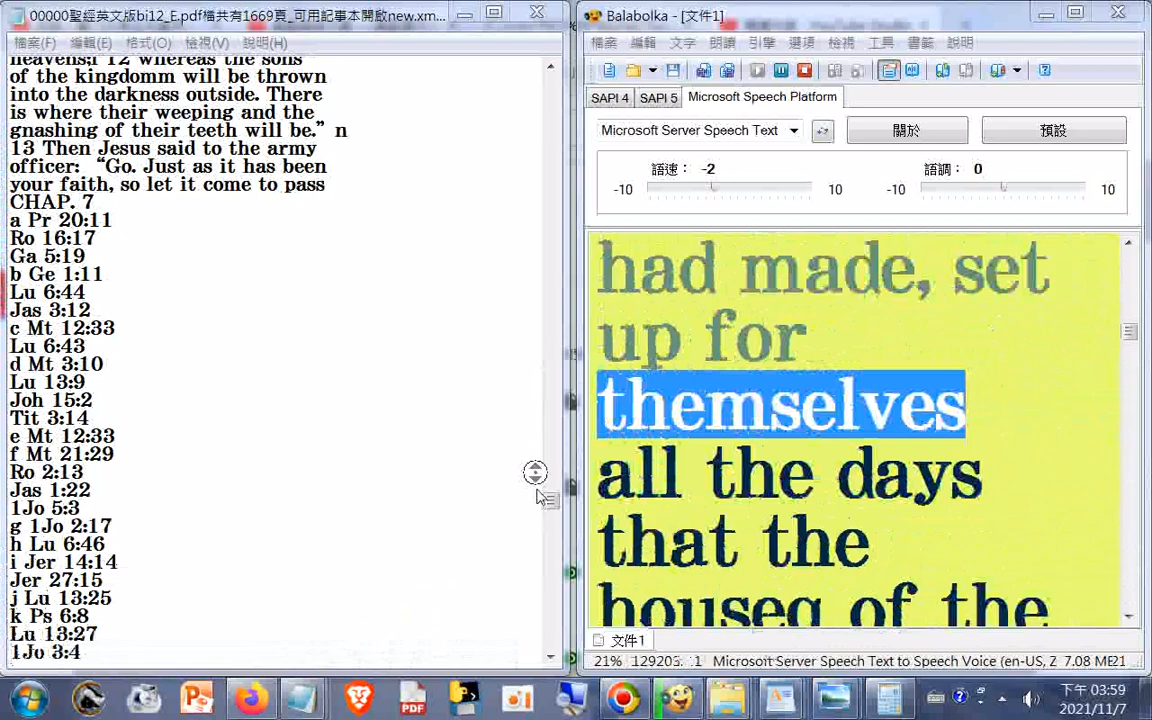 00000聖經英文版bi12_E.pdf檔共有1669頁_可用記事本開啟new.xm...
檔案(F) 編輯(E) 格式(O) 檢視(V) 說明(H)
of the kingdomm will be thrown
into the darkness outside. There
is where their weeping and the
gnashing of their teeth will be.” n
13 Then Jesus said to the army
officer: “Go. Just as it has been
your faith, so let it come to pass
CHAP. 7
a Pr 20:11
Ro 16:17
Ga 5:19
b Ge 1:11
Lu 6:44
Jas 3:12
c Mt 12:33
Lu 6:43
d Mt 3:10
Lu 13:9
Joh 15:2
Tit 3:14
e Mt 12:33
f Mt 21:29
Ro 2:13
Jas 1:22
1Jo 5:3
g 1Jo 2:17
h Lu 6:46
i Jer 14:14
Jer 27:15
j Lu 13:25
k Ps 6:8
Lu 13:27
1Jo 3:4
Balabolka - [文件1]
檔案 編輯 文字 朗讀 引擎 選項 檢視 工具 書籤 說明
SAPI 4 SAPI 5 Microsoft Speech Platform
Microsoft Server Speech Text 關於 預設
語速： -2 語調： 0
-10 10 -10 10
had made, set
up for
themselves
all the days
that the
houseq of the
文件1
21% Microsoft Server Speech Text to Speech Voice (en-US, Z 7.08 ME
PDF
下午 03:59
2021/11/7